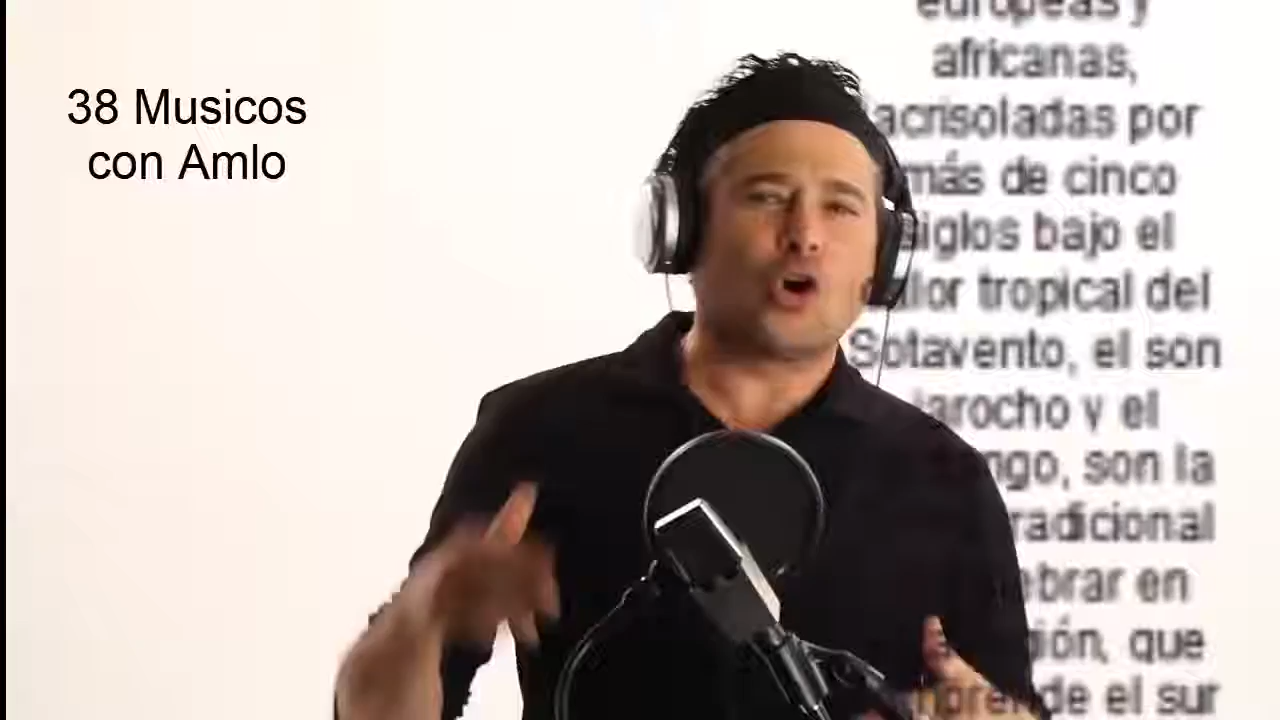 38 Musicos
con Amlo
europeas y
africanas,
acrisoladas por
más de cinco
siglos bajo el
calor tropical del
Sotavento, el son
jarocho y el
son la
tradicional
en
que
de el sur